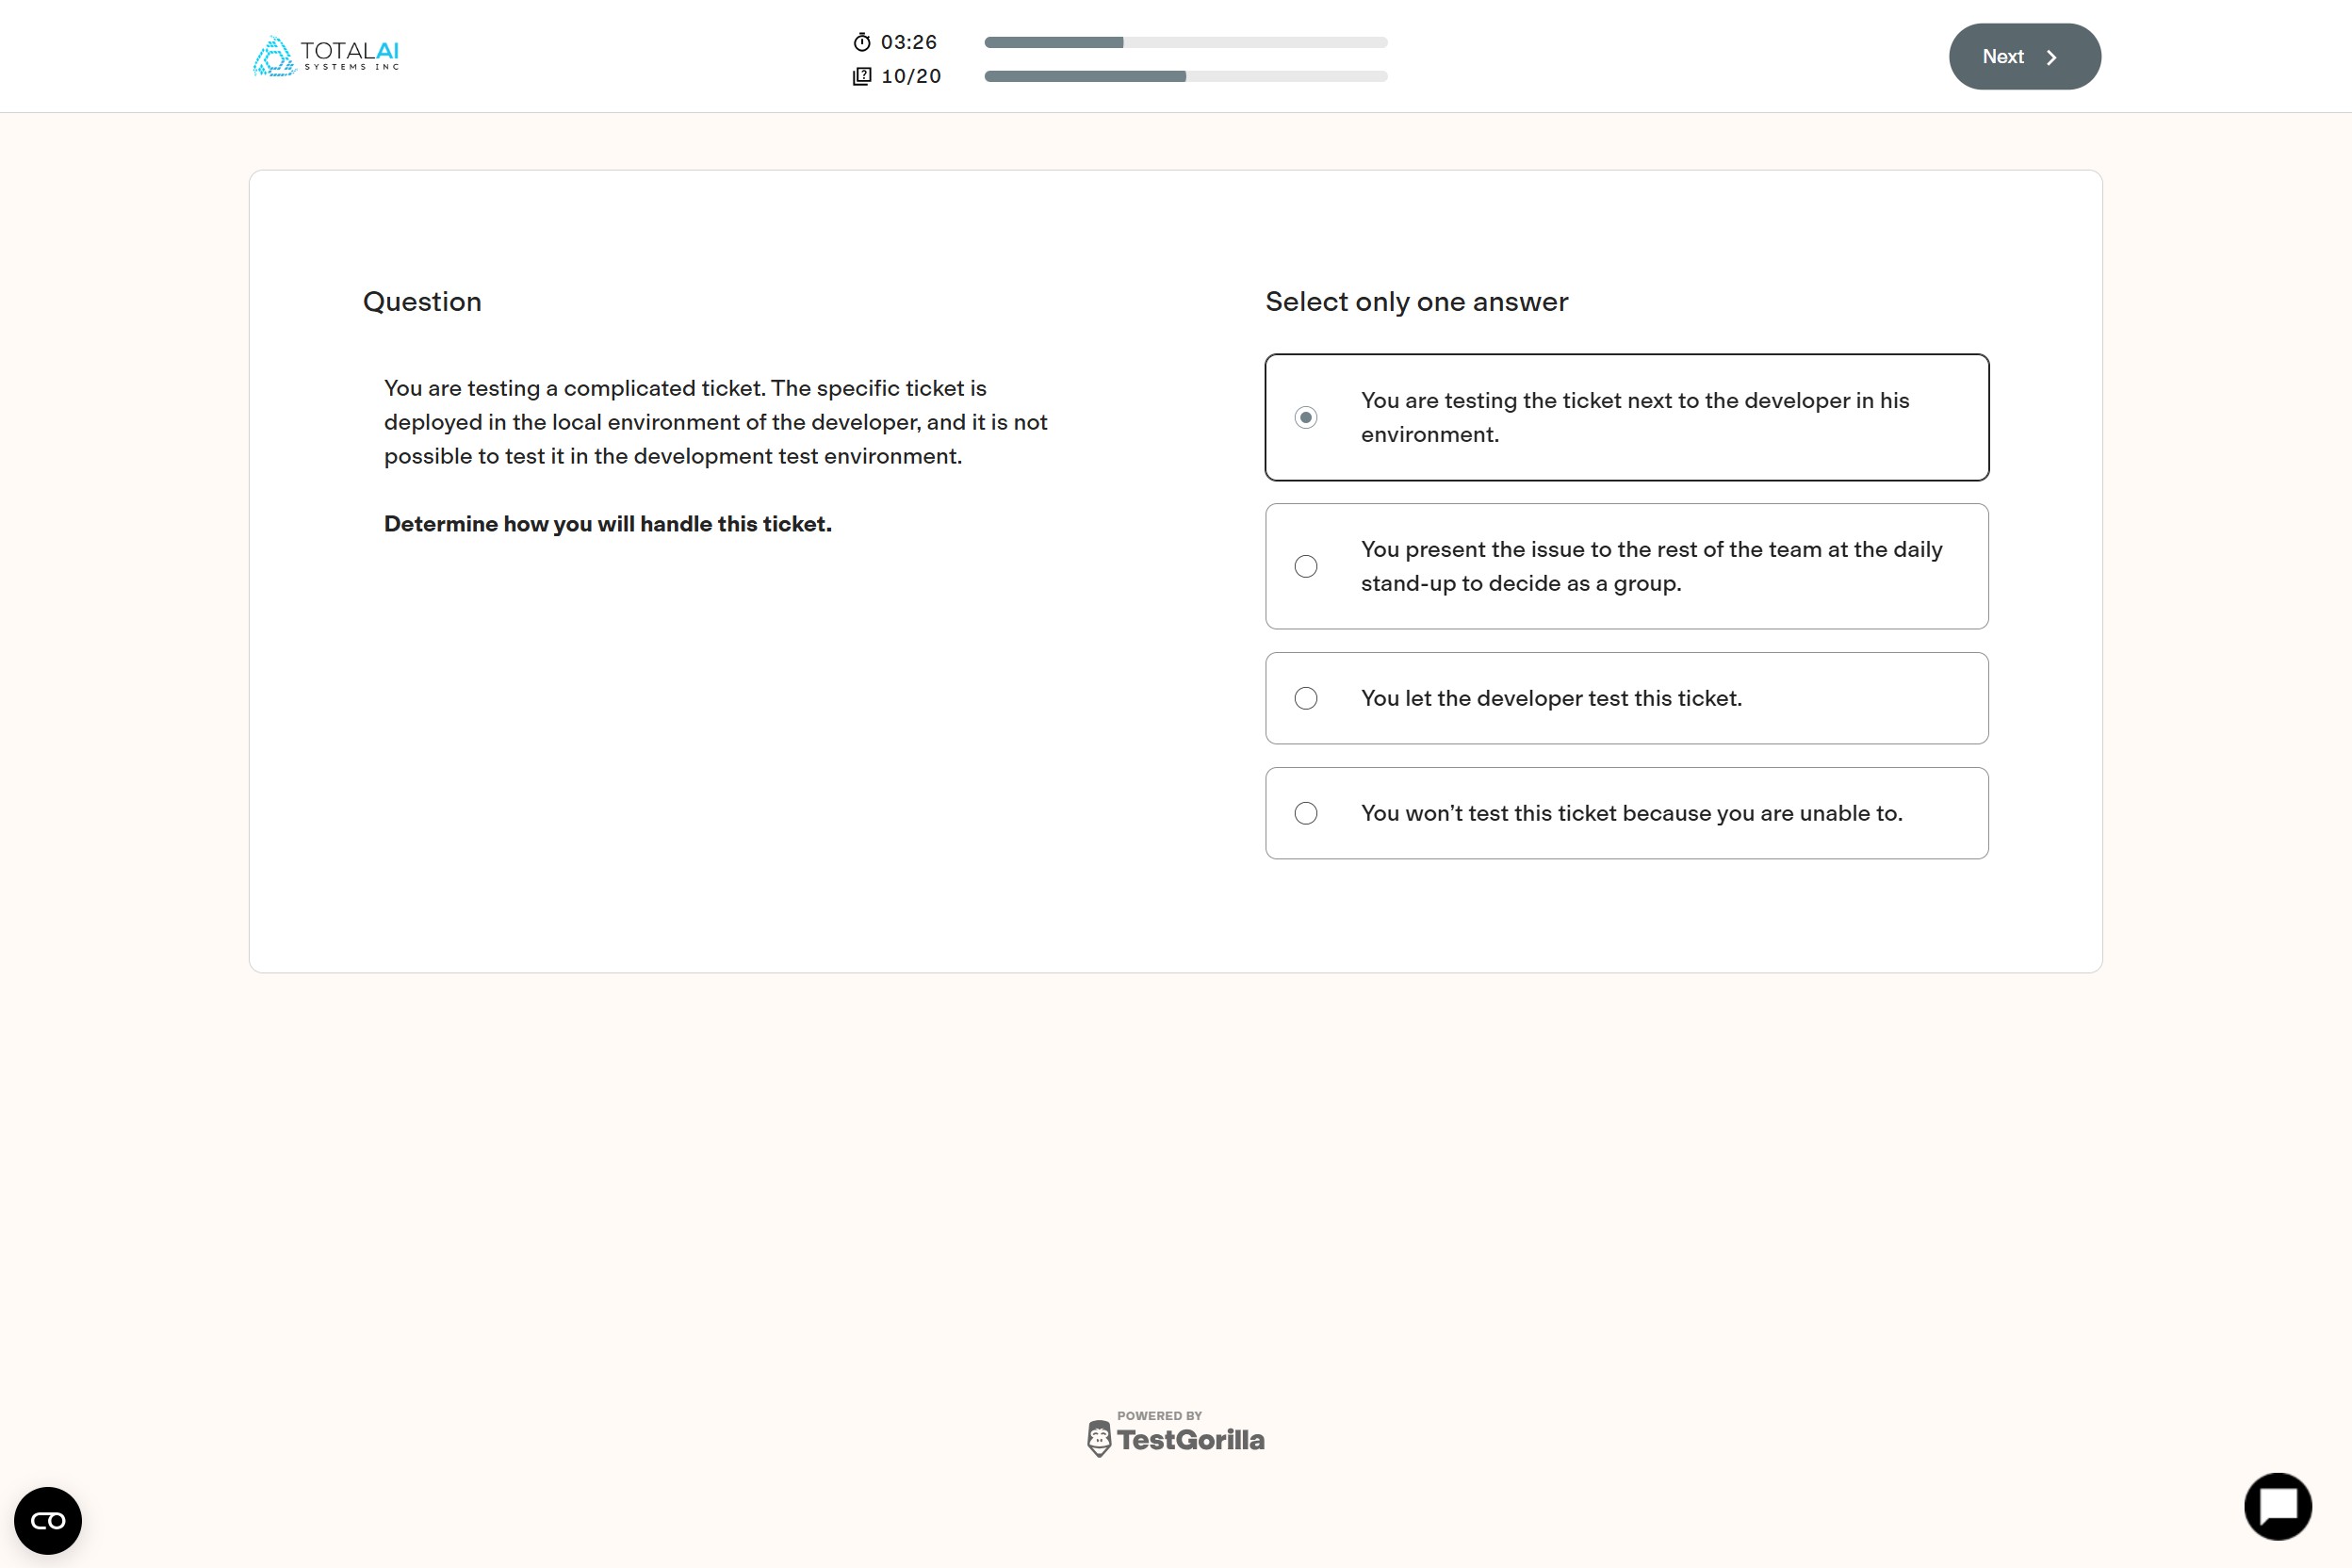 TOTALAI
SYSTEMS INC
03:26
10/20
Next
Question
You are testing a complicated ticket. The specific ticket is
deployed in the local environment of the developer, and it is not
possible to test it in the development test environment.
Determine how you will handle this ticket.
Select only one answer
You are testing the ticket next to the developer in his
environment.
You present the issue to the rest of the team at the daily
stand-up to decide as a group.
You let the developer test this ticket.
You won’t test this ticket because you are unable to.
POWERED BY
TestGorilla